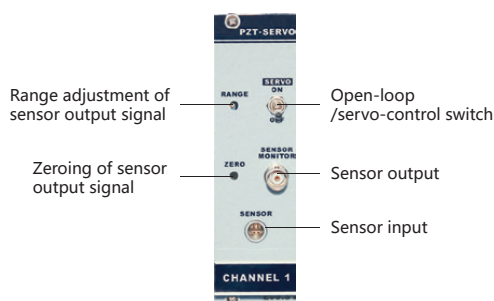 PZT-SERVO
SERVO
ON
RANGE
OFF
Range adjustment of
sensor output signal
Open-loop
/servo-control switch
SENSOR
MONITOR
ZERO
Zeroing of sensor
output signal
Sensor output
SENSOR
Sensor input
CHANNEL 1